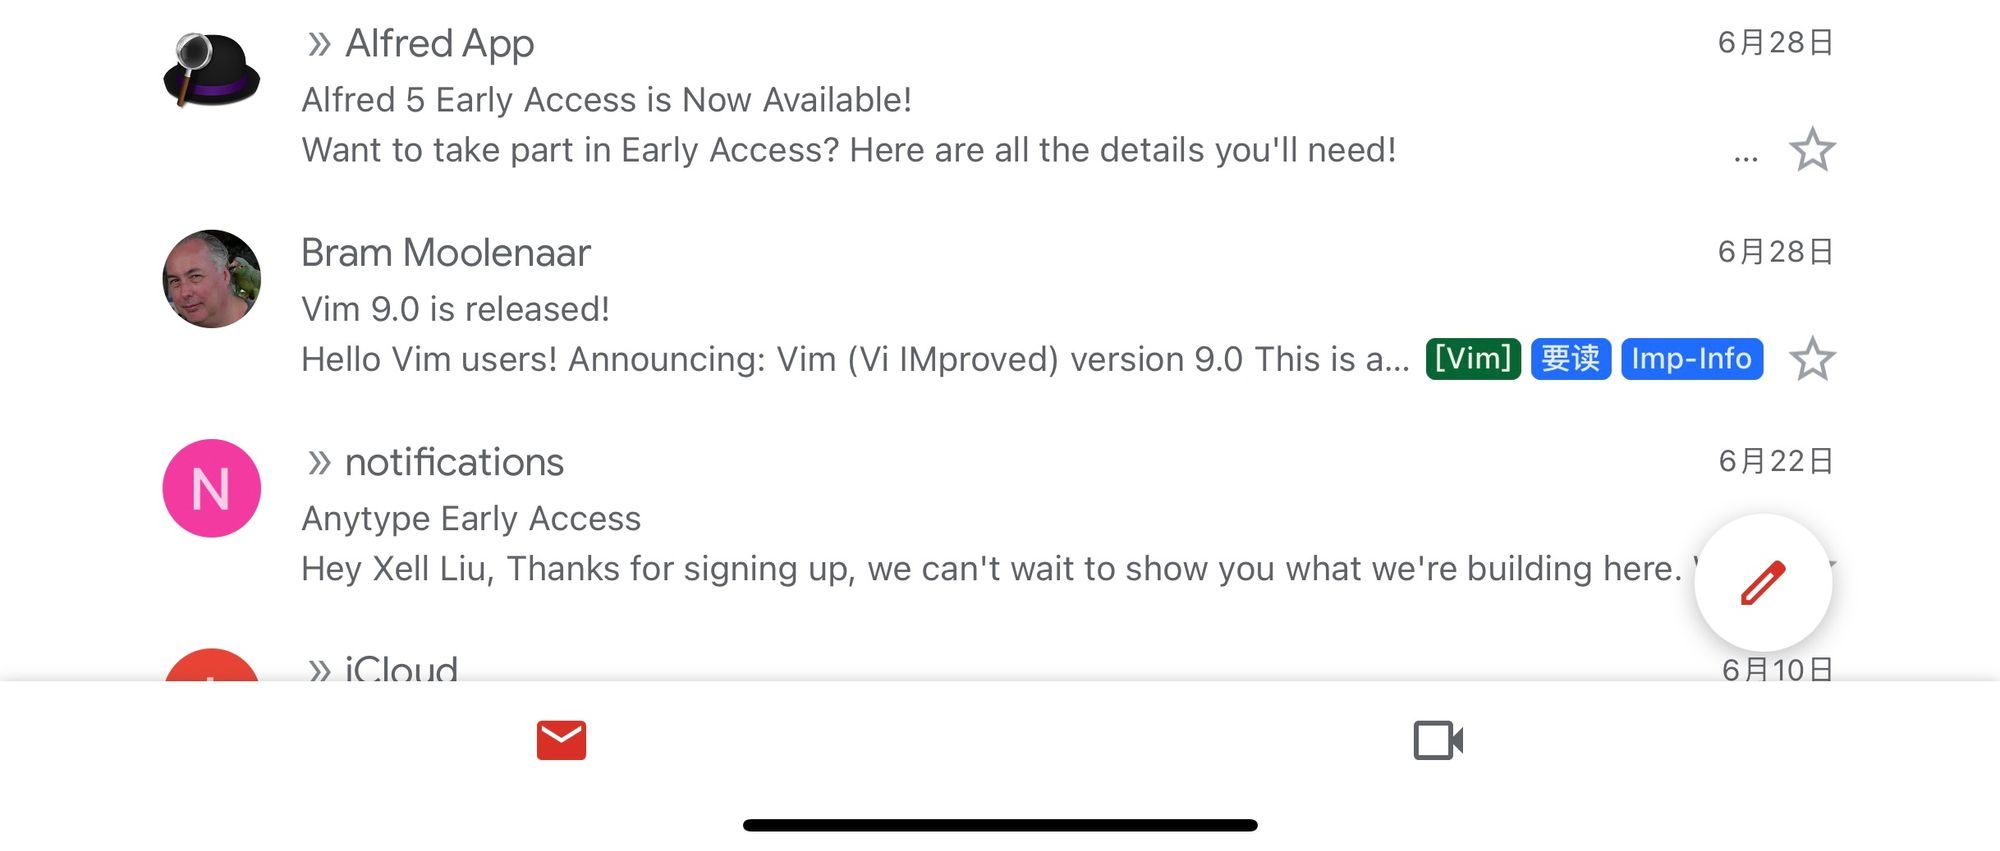 » Alfred App 6月28日
Alfred 5 Early Access is Now Available!
Want to take part in Early Access? Here are all the details you'll need! ...
Bram Moolenaar 6月28日
Vim 9.0 is released!
Hello Vim users! Announcing: Vim (Vi IMproved) version 9.0 This is a... [Vim] 要读 Imp-Info
N » notifications 6月22日
Anytype Early Access
Hey Xell Liu, Thanks for signing up, we can't wait to show you what we're building here.
» iCloud 6月10日